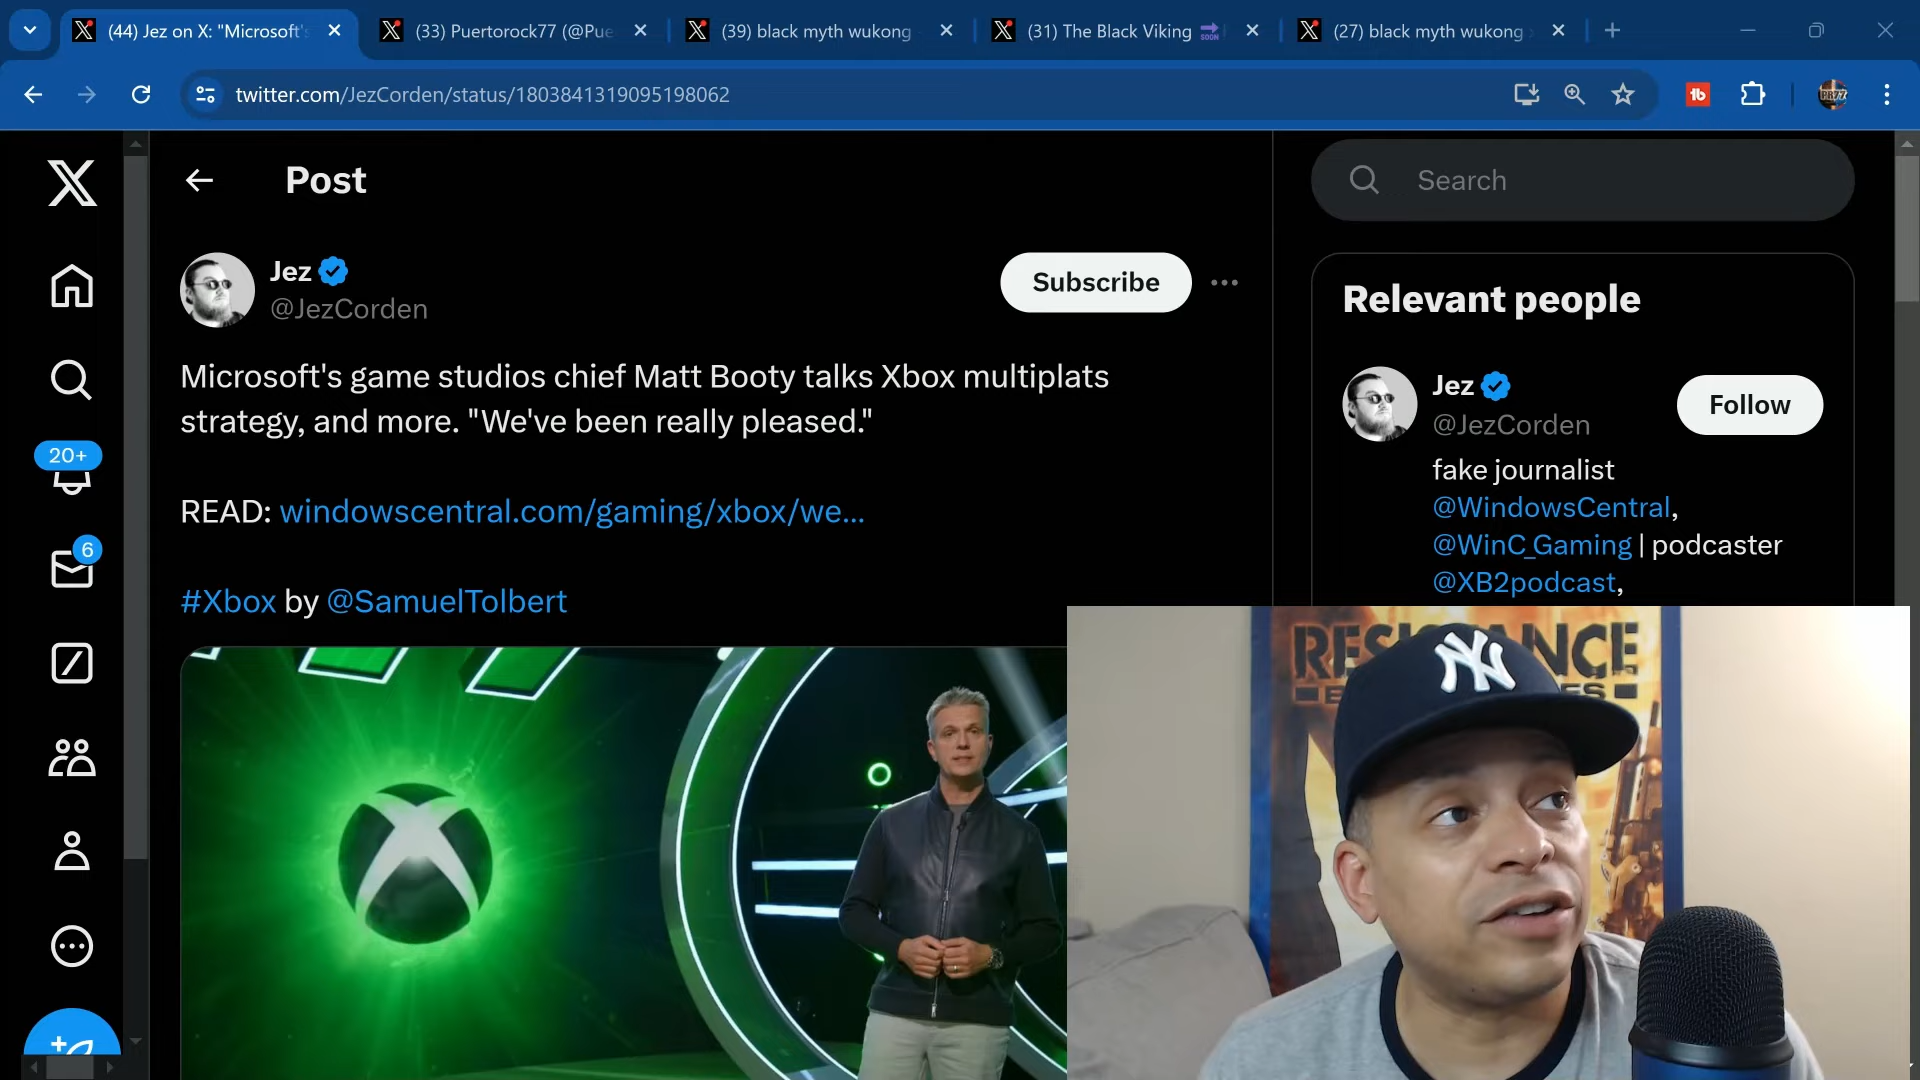 (44) Jez on X: "Microsoft's
(33) Puertorock77 (@Pue
(39) black myth wukong
(31) The Black Viking SOON
(27) black myth wukong
twitter.com/JezCorden/status/1803841319095198062
Post
Search
Jez
@JezCorden
Subscribe
Microsoft's game studios chief Matt Booty talks Xbox multiplats
strategy, and more. "We've been really pleased."
READ: windowscentral.com/gaming/xbox/we...
#Xbox by @SamuelTolbert
20+
6
Relevant people
Jez
@JezCorden
Follow
fake journalist
@WindowsCentral,
@WinC_Gaming | podcaster
@XB2podcast,
NY